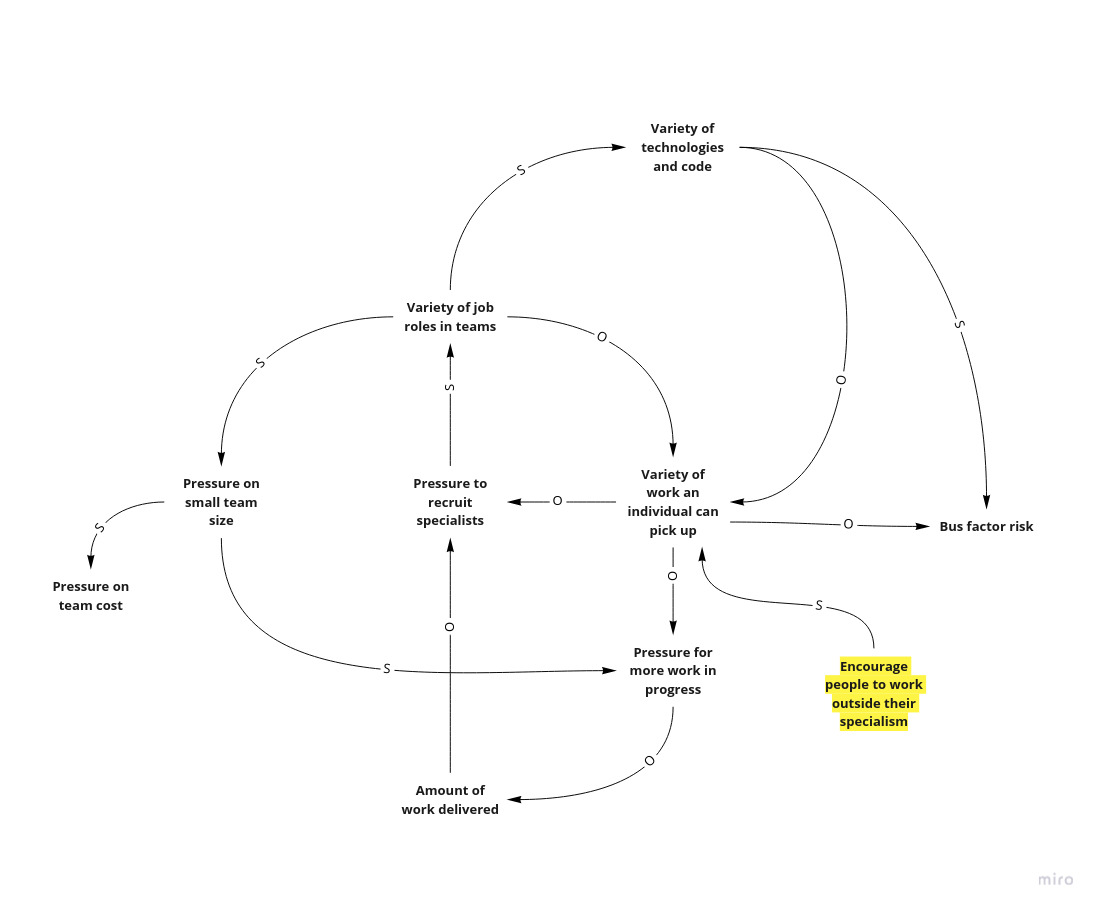 Variety of
technologies
and code
S
Variety of job
roles in teams
S
O
S
O
S
S
Pressure on
small team
size
Pressure to
recruit
specialists
O
Variety of
work an
individual can
pick up
O
Bus factor risk
S
Pressure on
team cost
O
S
O
Pressure for
more work in
progress
S
Encourage
people to work
outside their
specialism
O
Amount of
work delivered
miro